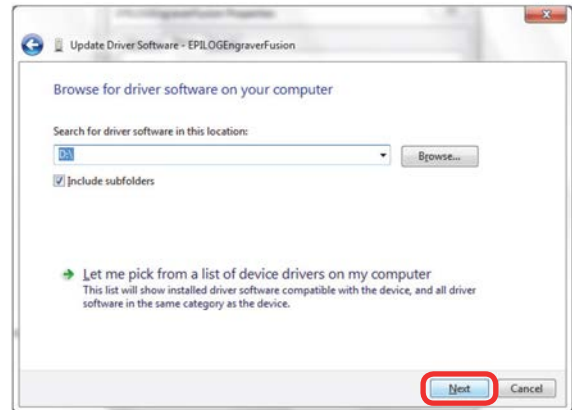 EPILOGEngraverFusion Properties
Update Driver Software - EPILOGEngraverFusion
Browse for driver software on your computer
Search for driver software in this location:
D:\
Browse...
Include subfolders
Let me pick from a list of device drivers on my computer
This list will show installed driver software compatible with the device, and all driver
software in the same category as the device.
Next
Cancel